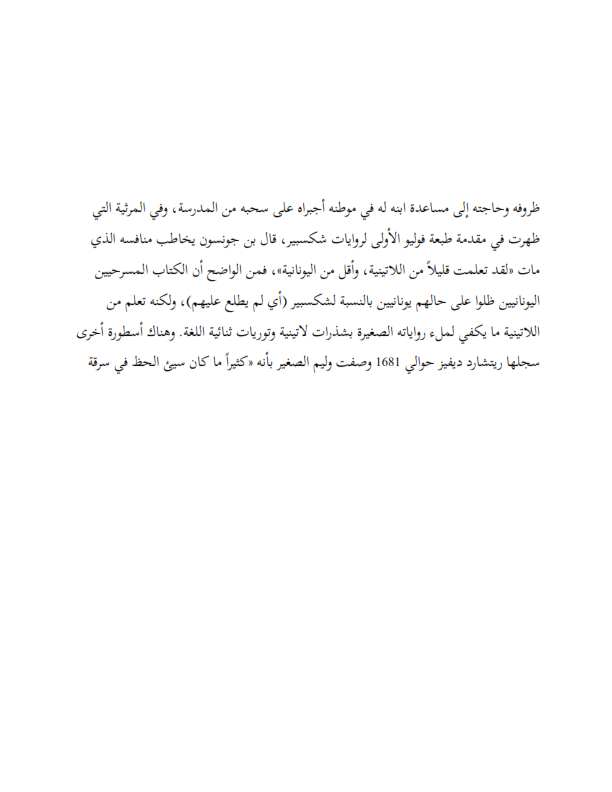 ظروفه وحاجته إلى مساعدة ابنه له في موطنه أجبراه على سحبه من المدرسة، وفي المرثية التي
ظهرت في مقدمة طبعة فوليو الأولى لروايات شكسبير، قال بن جونسون يخاطب منافسه الذي
مات «لقد تعلمت قليلاً من اللاتينية، وأقل من اليونانية»، فمن الواضح أن الكتاب المسرحيين
اليونانيين ظلوا على حالهم يونانيين بالنسبة لشكسبير (أي لم يطلع عليهم)، ولكنه تعلم من
اللاتينية ما يكفي لملء رواياته الصغيرة بشذرات لاتينية وتوريات ثنائية اللغة. وهناك أسطورة أخرى
سجلها ريتشارد ديفيز حوالي 1681 وصفت وليم الصغير بأنه «كثيراً ما كان سيئ الحظ في سرقة